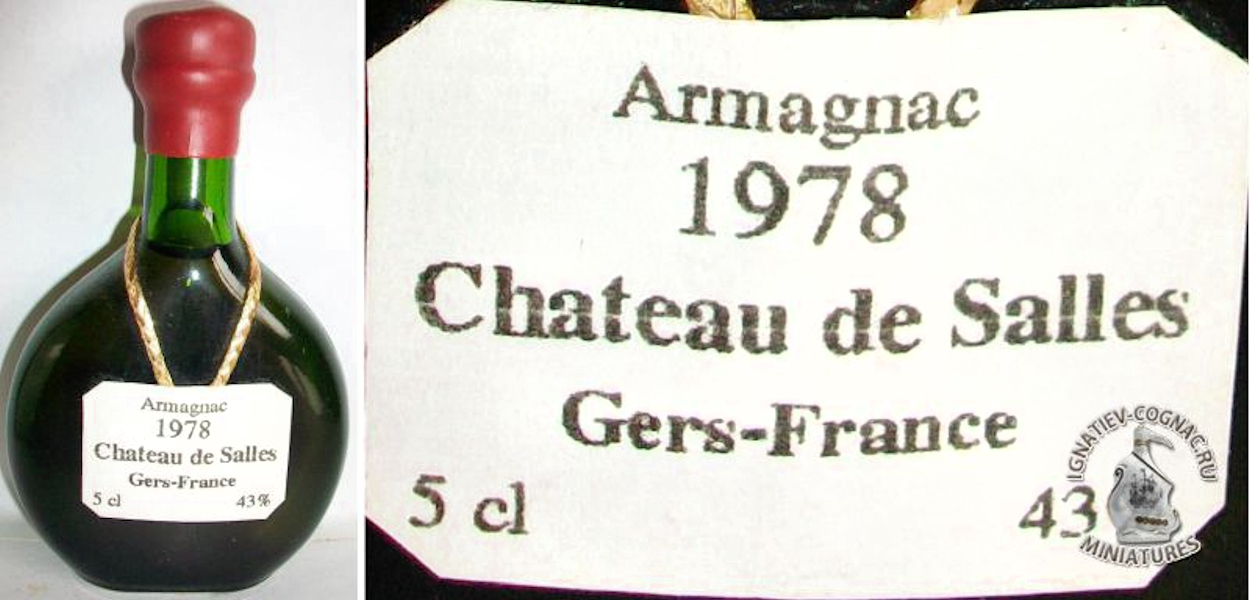 Armagnac
1978
Chateau de Salles
Gers-France
5 cl 43%
Armagnac
1978
Chateau de Salles
Gers-France
5 cl 43
IGNATIEV-COGNAC.RU
MINIATURES